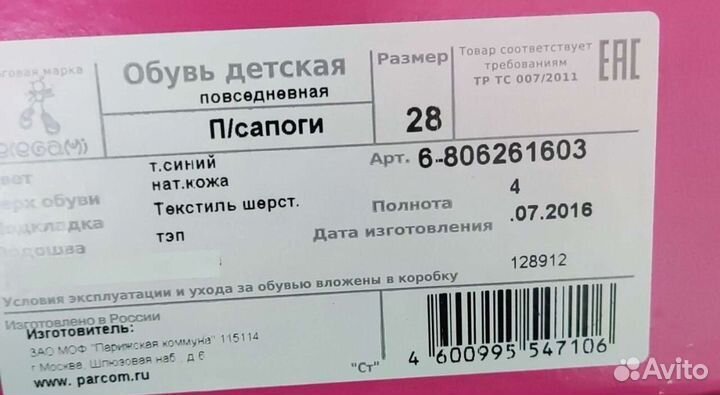 марка
Обувь детская
повседневная
П/сапоги
Размер
28
Товар соответствует
требованиям
ТР ТС 007/2011
EAC
т.синий
Арт. 6-806261603
обуви нат.кожа
Текстиль шерст.
Полнота 4
тэп
Дата изготовления .07.2016
128912
Условия эксплуатации и ухода за обувью вложены в коробку
Изготовлено в России
Изготовитель:
ЗАО МОФ "Парижская коммуна" 115114
г Москва, Шлюзовая наб., д 6
www. parcom.ru
"Ст"
4 600995 547106
Avito